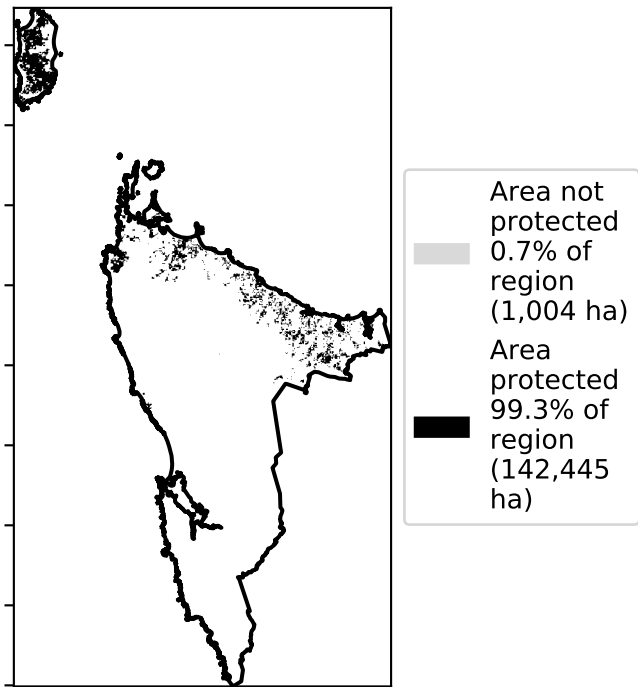 Area not
protected
0.7% of
region
(1,004 ha)
Area
protected
99.3% of
region
(142,445
ha)